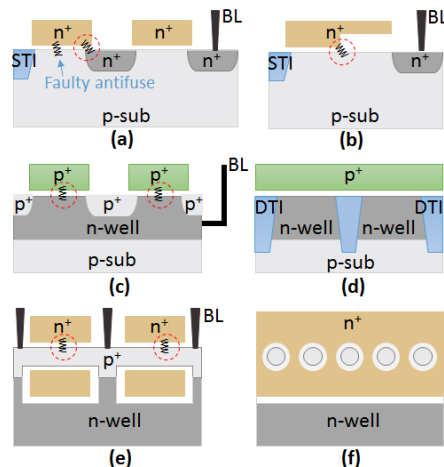 n⁺ BL
STI n⁺ n⁺
Faulty antifuse
p-sub
(a)
n⁺ BL
STI n⁺
p-sub
(b)
p⁺ p⁺ BL
p⁺ p⁺ p⁺
n-well
p-sub
(c)
p⁺
DTI DTI
n-well n-well
p-sub
(d)
n⁺ n⁺ BL
p⁺
n-well
(e)
n⁺
n-well
(f)